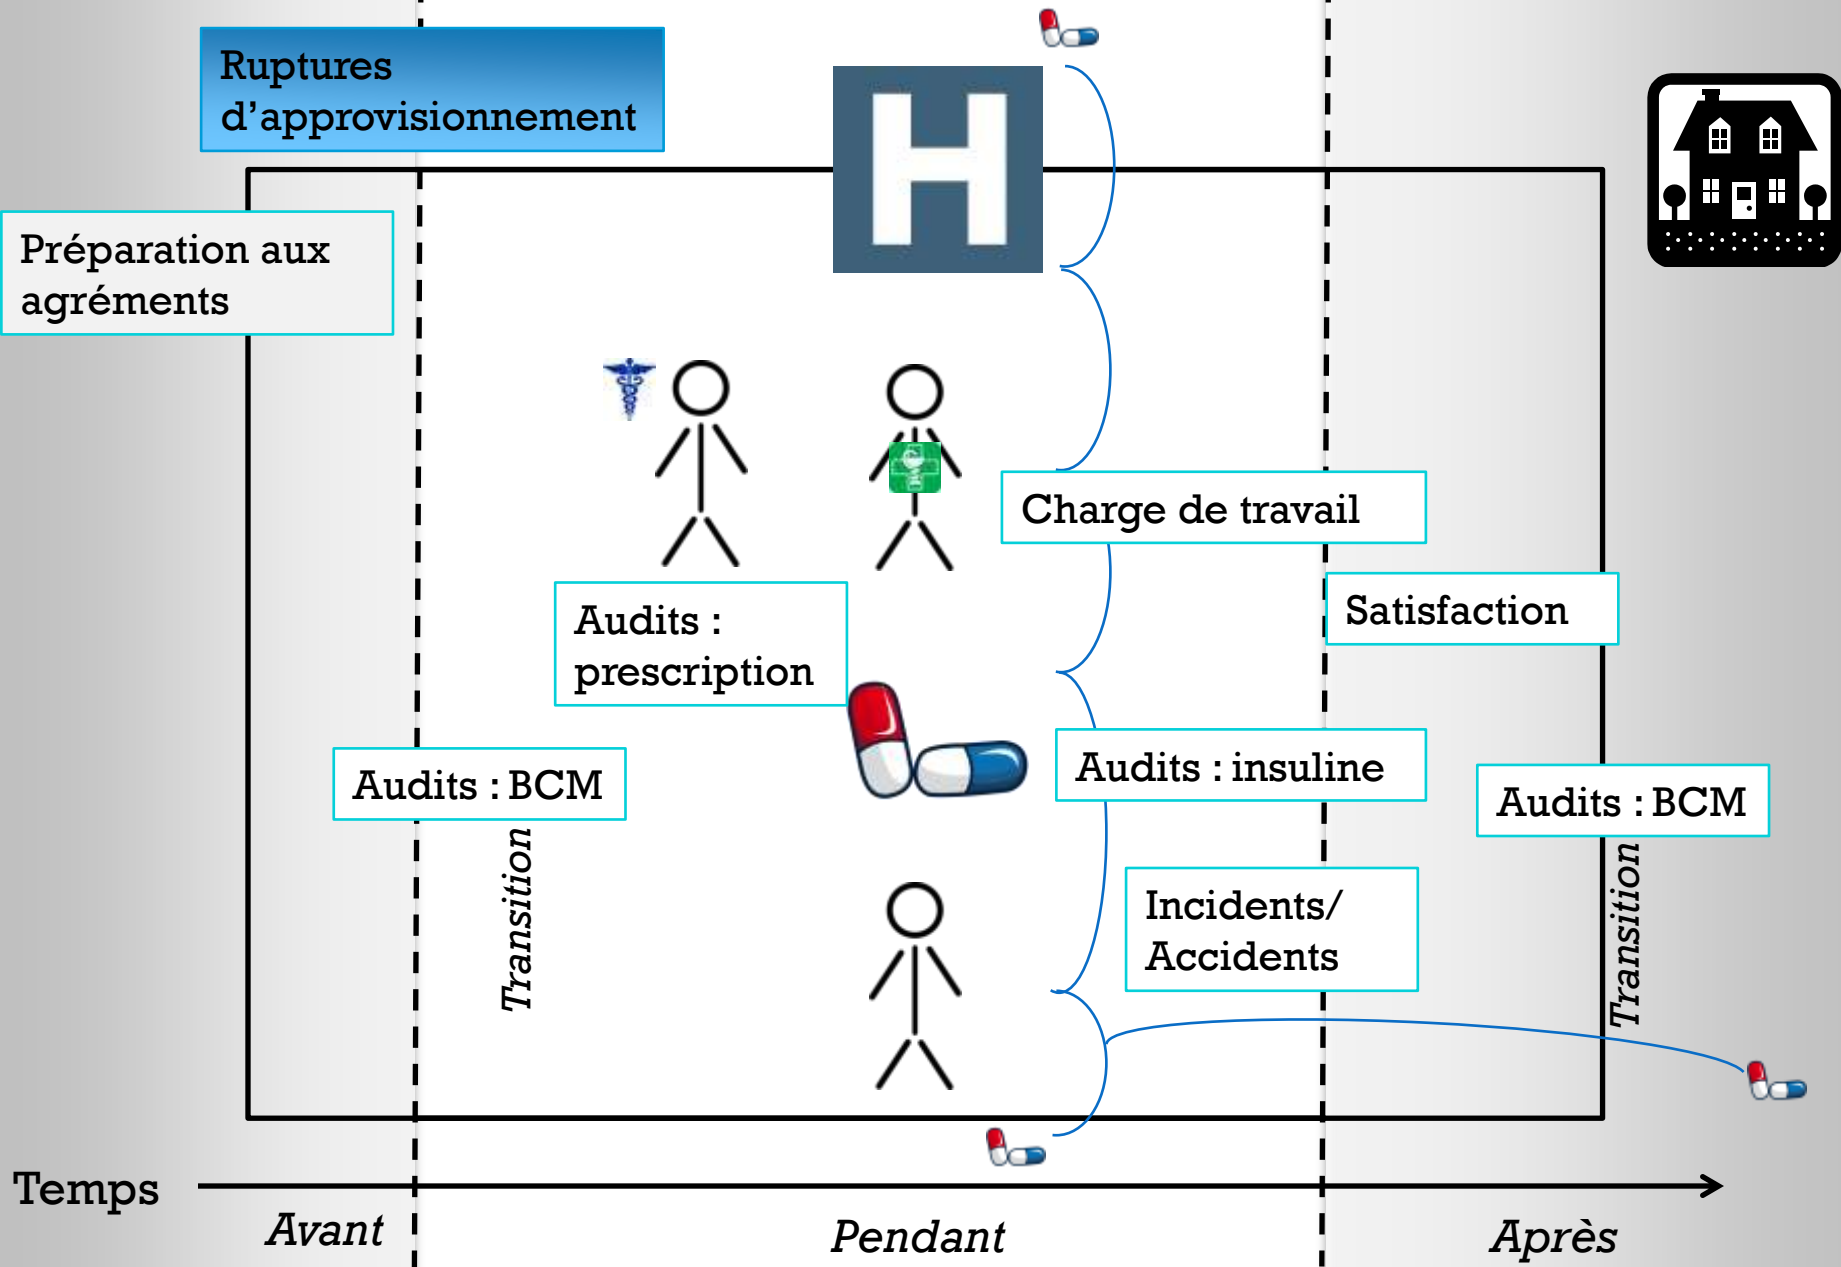 Ruptures
d’approvisionnement
H
Préparation aux
agréments
Charge de travail
Audits :
prescription
Satisfaction
Audits : BCM
Audits : insuline
Audits : BCM
Transition
Incidents/
Accidents
Transition
Temps
Avant
Pendant
Après